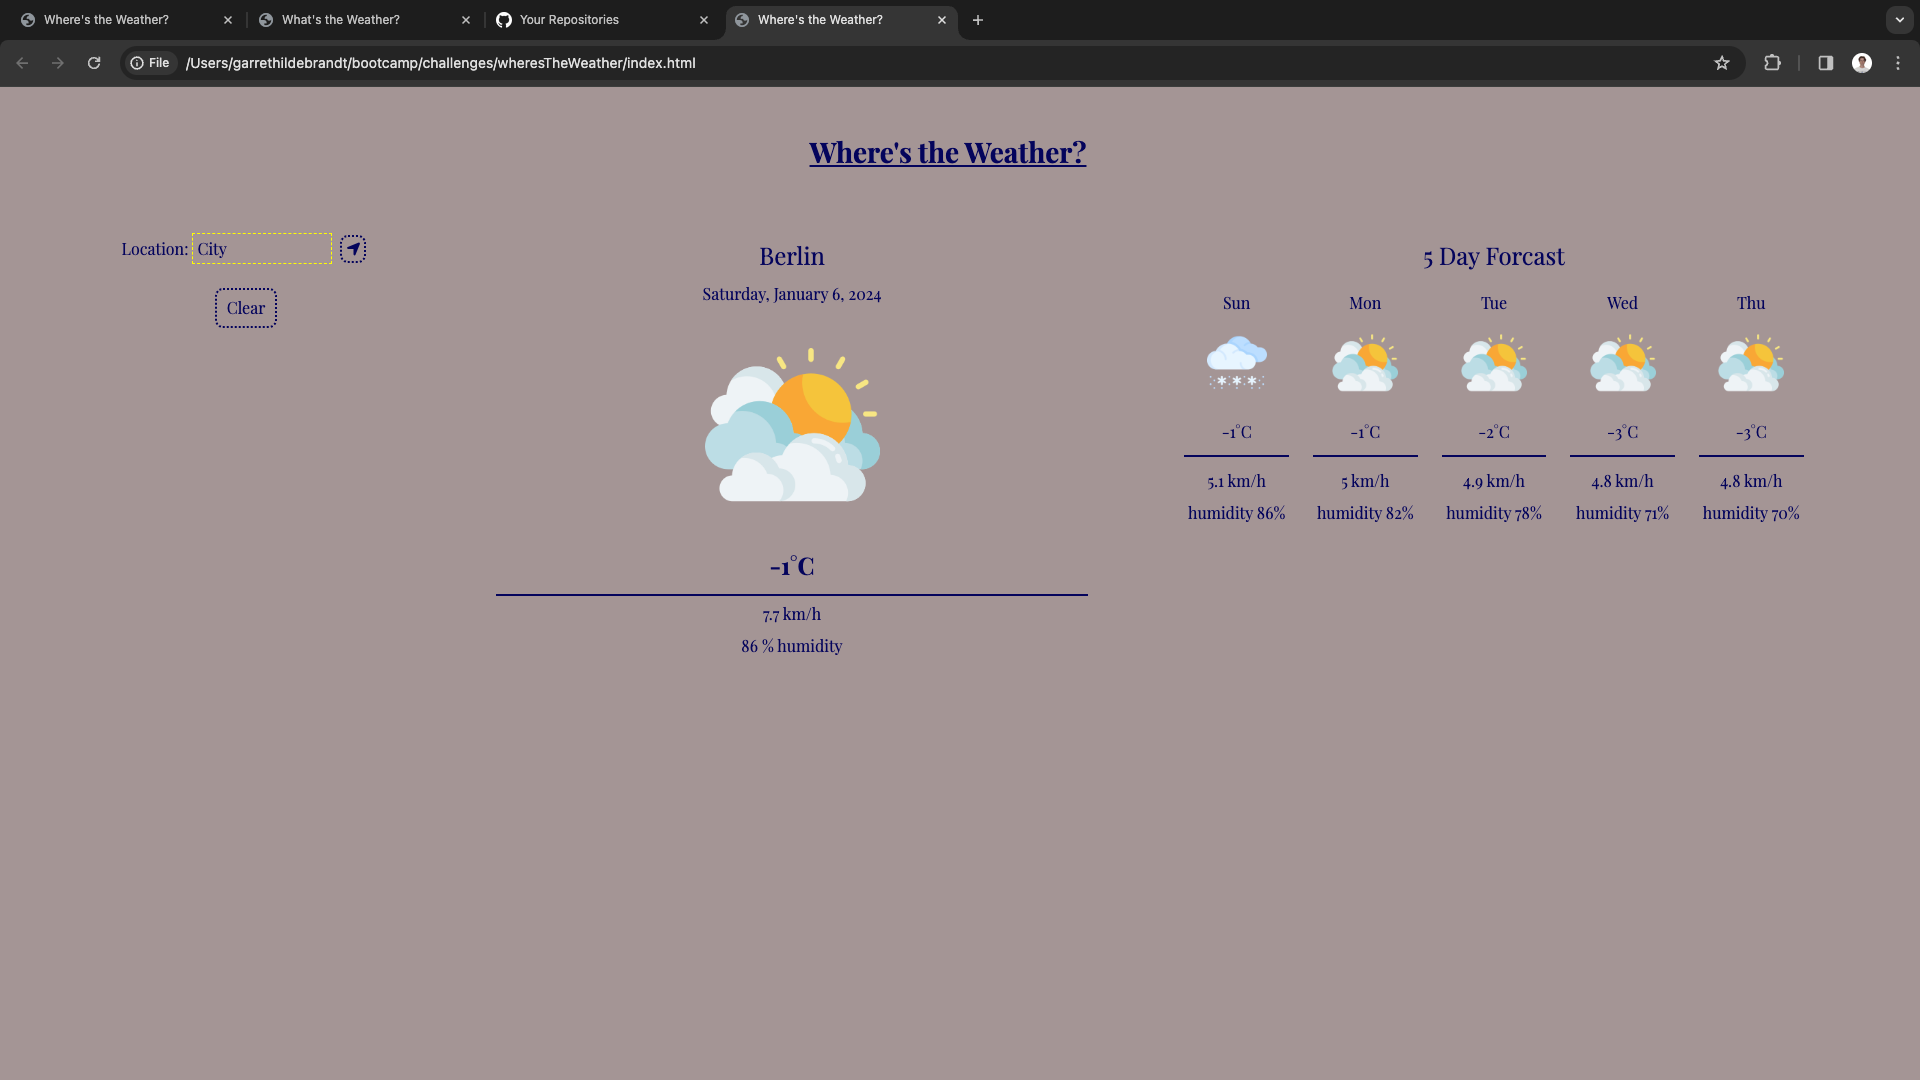 Where's the Weather? What's the Weather? Your Repositories Where's the Weather?
File /Users/garrethildebrandt/bootcamp/challenges/wheresTheWeather/index.html
Where's the Weather?
Location: City
Clear
Berlin
Saturday, January 6, 2024
-1°C
7.7 km/h
86 % humidity
5 Day Forcast
Sun Mon Tue Wed Thu
-1°C -1°C -2°C -3°C -3°C
5.1 km/h 5 km/h 4.9 km/h 4.8 km/h 4.8 km/h
humidity 86% humidity 82% humidity 78% humidity 71% humidity 70%